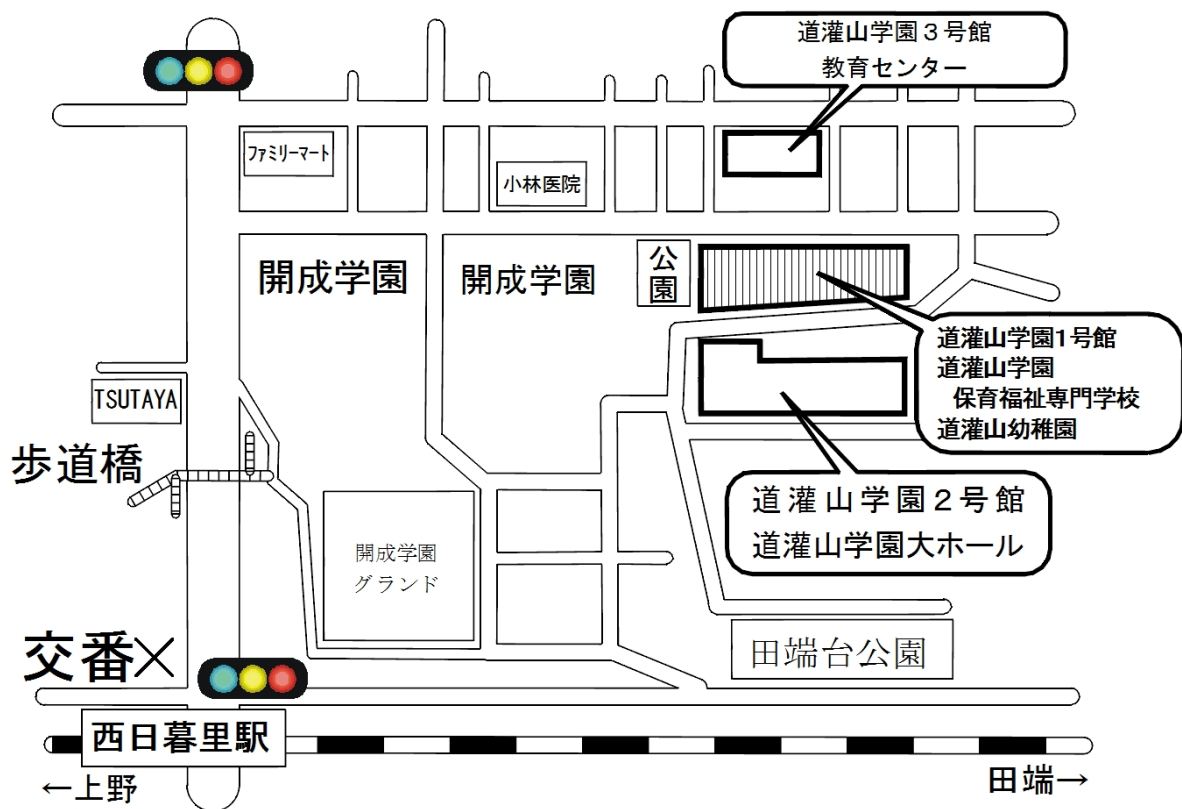 道灌山学園3号館
教育センター
ファミリーマート
小林医院
開成学園
開成学園
公園
道灌山学園1号館
道灌山学園
保育福祉専門学校
道灌山幼稚園
TSUTAYA
歩道橋
道灌山学園2号館
道灌山学園大ホール
開成学園
グランド
交番×
田端台公園
西日暮里駅
←上野
田端→